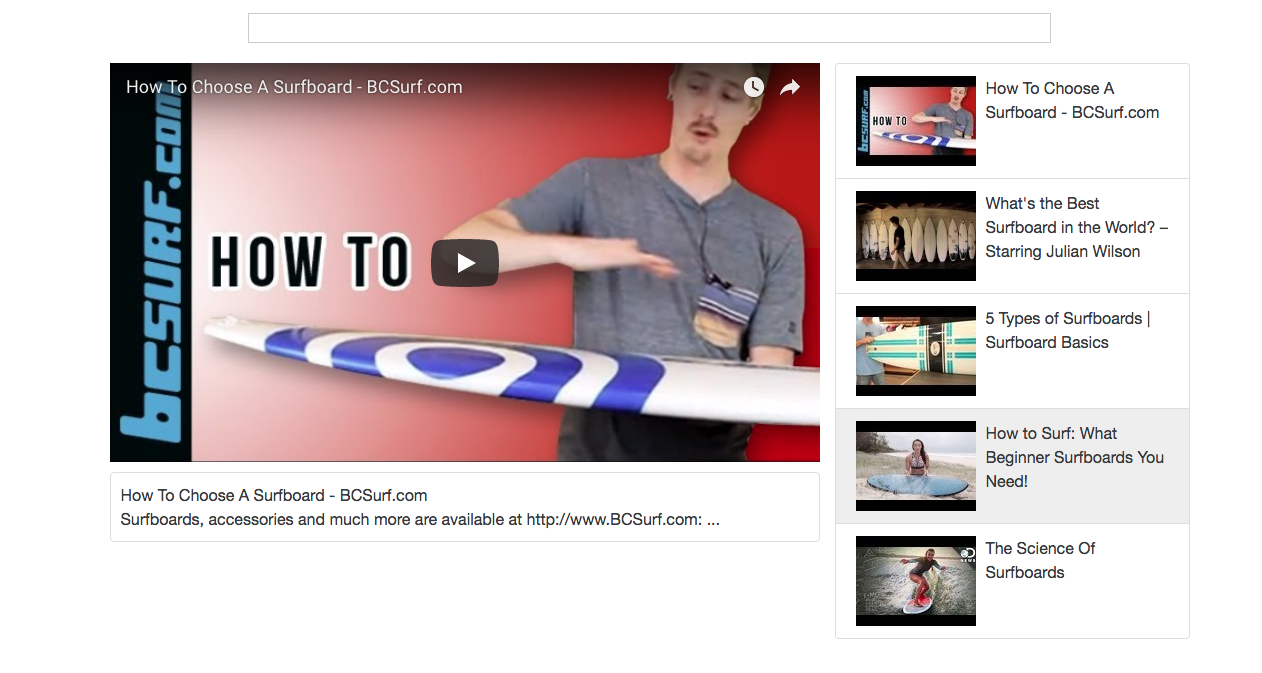 How To Choose A Surfboard - BCSurf.com
bcsurf.com
HOW TO
How To Choose A Surfboard - BCSurf.com
Surfboards, accessories and much more are available at http://www.BCSurf.com: ...
bcsurf.com
HOW TO
How To Choose A
Surfboard - BCSurf.com
What's the Best
Surfboard in the World? –
Starring Julian Wilson
5 Types of Surfboards |
Surfboard Basics
How to Surf: What
Beginner Surfboards You
Need!
The Science Of
Surfboards